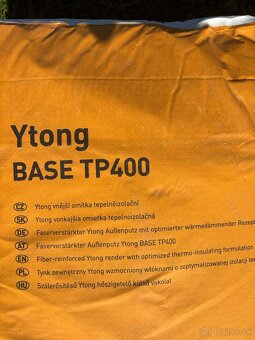 Ytong
BASE TP400
CZ Ytong vnější omítka tepelněizolační
SK Ytong vonkajšia omietka tepelnoizolačná
DE Faserverstärkter Ytong Außenputz mit optimierter wärmedämmender Rezept
AT Faserverstärkter Außenputz Ytong BASE TP400
EN Fiber-reinforced Ytong render with optimized thermo-insulating formulation
PL Tynk zewnętrzny Ytong wzmocniony włóknami o zoptymalizowanej izolacji
HU Szálerősítésű Ytong hőszigetelő külső vakolat